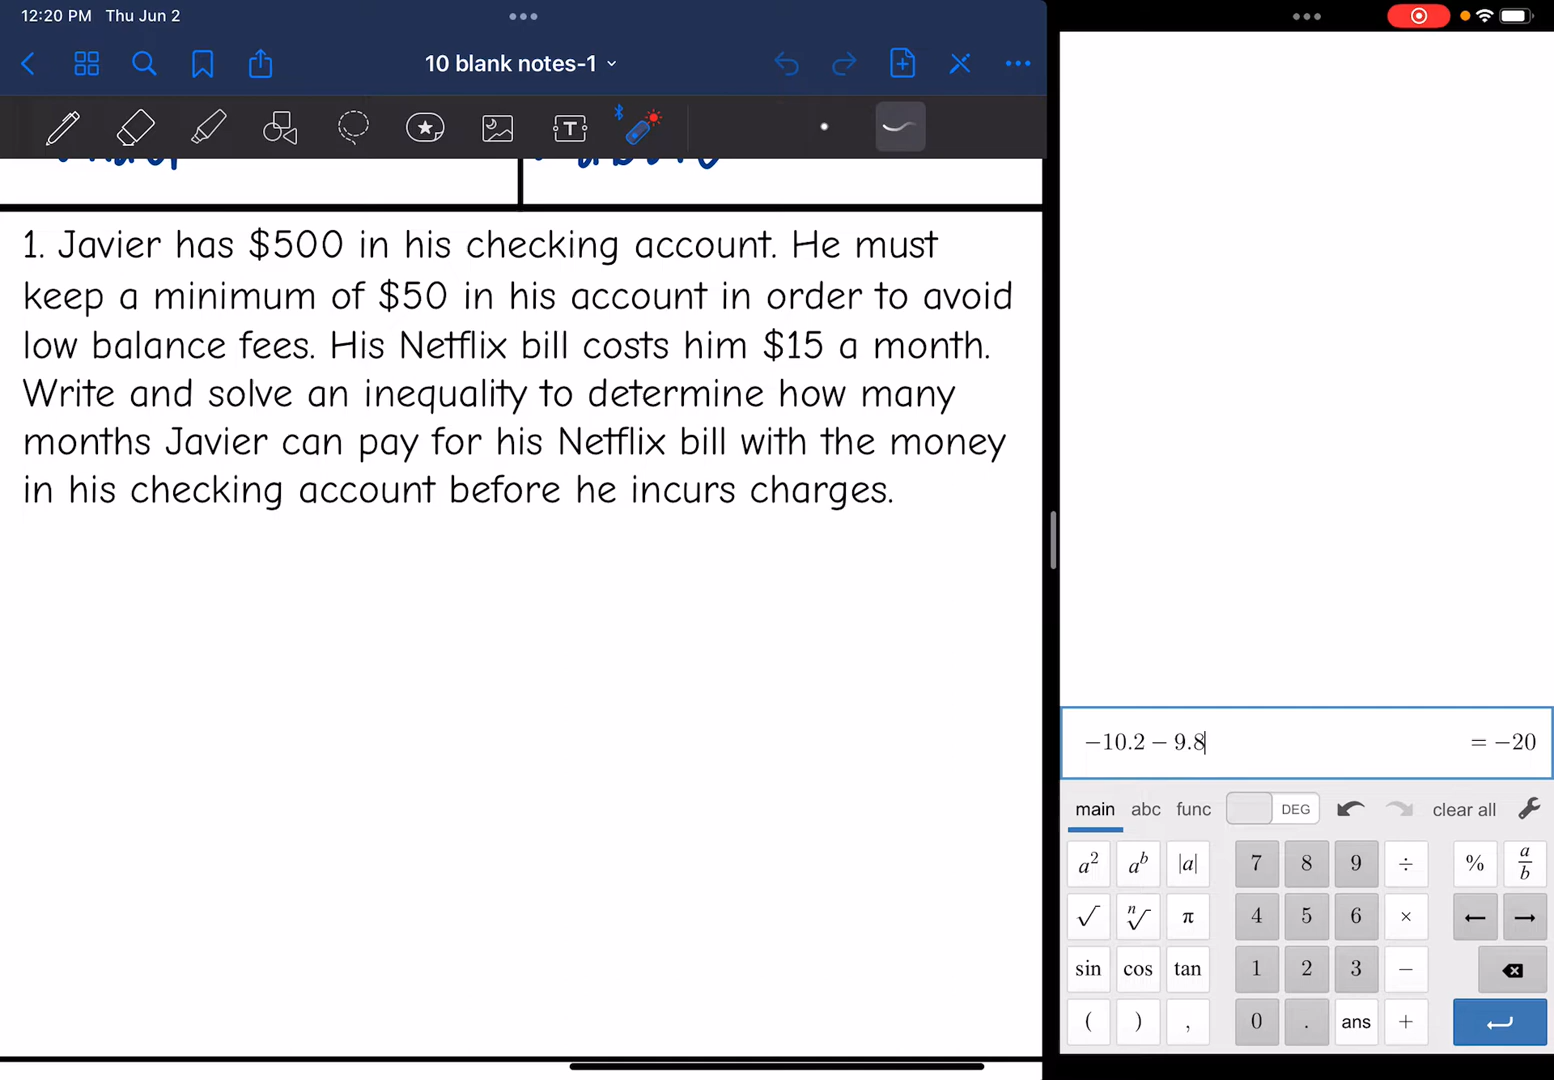 12:20 PM Thu Jun 2
10 blank notes-1
T
1. Javier has $500 in his checking account. He must
keep a minimum of $50 in his account in order to avoid
low balance fees. His Netflix bill costs him $15 a month.
Write and solve an inequality to determine how many
months Javier can pay for his Netflix bill with the money
in his checking account before he incurs charges.
−10.2 − 9.8 = −20
main abc func DEG clear all
a² aᵇ |a| 7 8 9 ÷ % a/b
√ ⁿ√ π 4 5 6 × ← →
sin cos tan 1 2 3 −
( ) , 0 . ans +